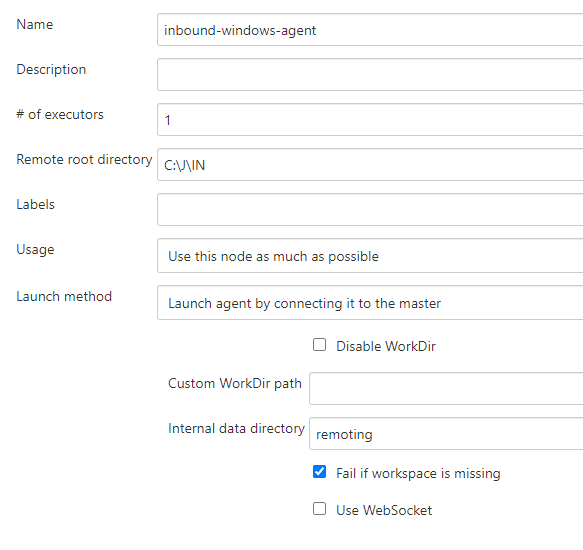 Name
inbound-windows-agent
Description
# of executors
1
Remote root directory
C:\J\IN
Labels
Usage
Use this node as much as possible
Launch method
Launch agent by connecting it to the master
Disable WorkDir
Custom WorkDir path
Internal data directory
remoting
Fail if workspace is missing
Use WebSocket